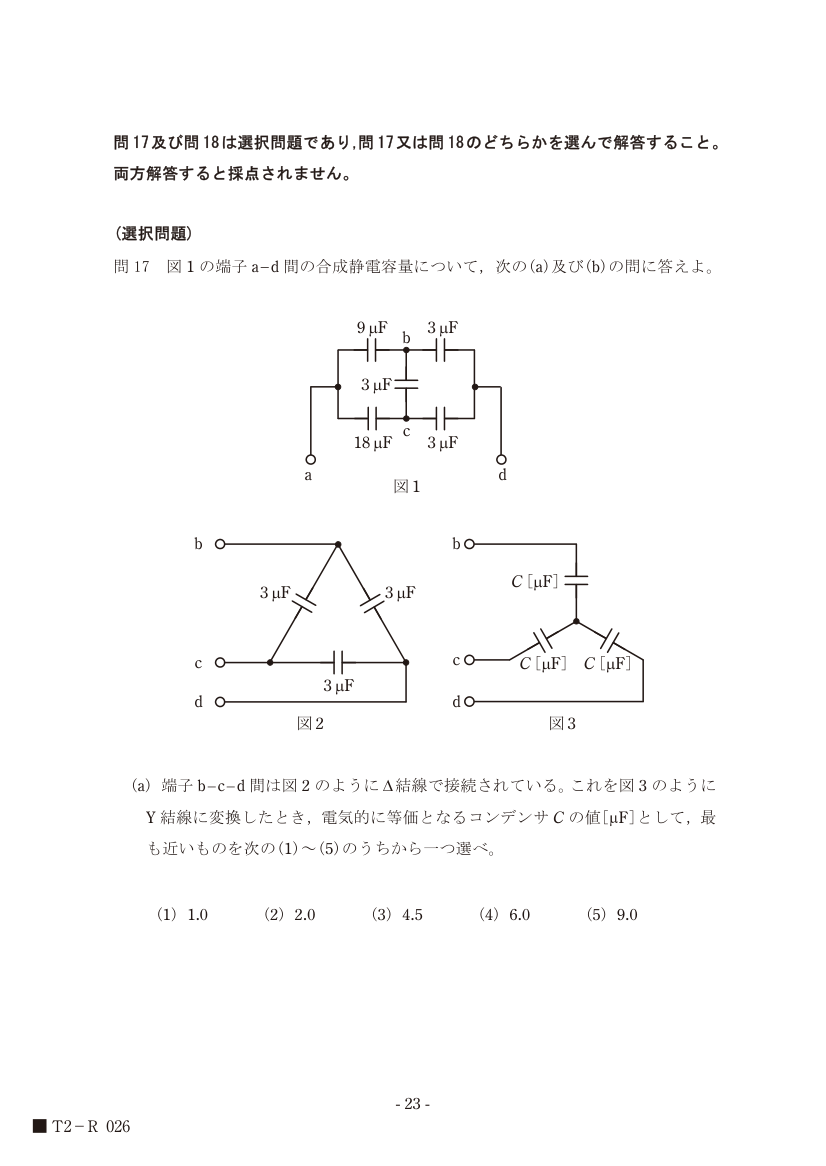 問17及び問18は選択問題であり,問17又は問18のどちらかを選んで解答すること。
両方解答すると採点されません。
(選択問題)
問17 図1の端子 a−d 間の合成静電容量について，次の(a)及び(b)の問に答えよ。
9 μF b 3 μF
3 μF
18 μF c 3 μF
a d
図1
b
3 μF 3 μF
c
3 μF
d
図2
b
C [μF]
c C [μF] C [μF]
d
図3
(a) 端子 b−c−d 間は図2のように Δ 結線で接続されている。これを図3のように
Y 結線に変換したとき，電気的に等価となるコンデンサ C の値[μF]として，最
も近いものを次の(1)～(5)のうちから一つ選べ。
(1) 1.0 (2) 2.0 (3) 4.5 (4) 6.0 (5) 9.0
- 23 -
■ T2−R 026